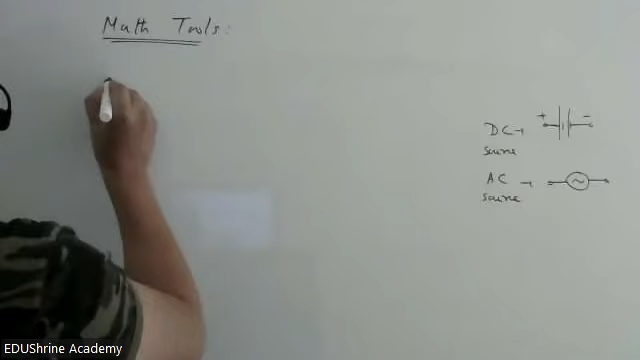 Math Tools:
DC → + -
source
AC →
source
EDUShrine Academy